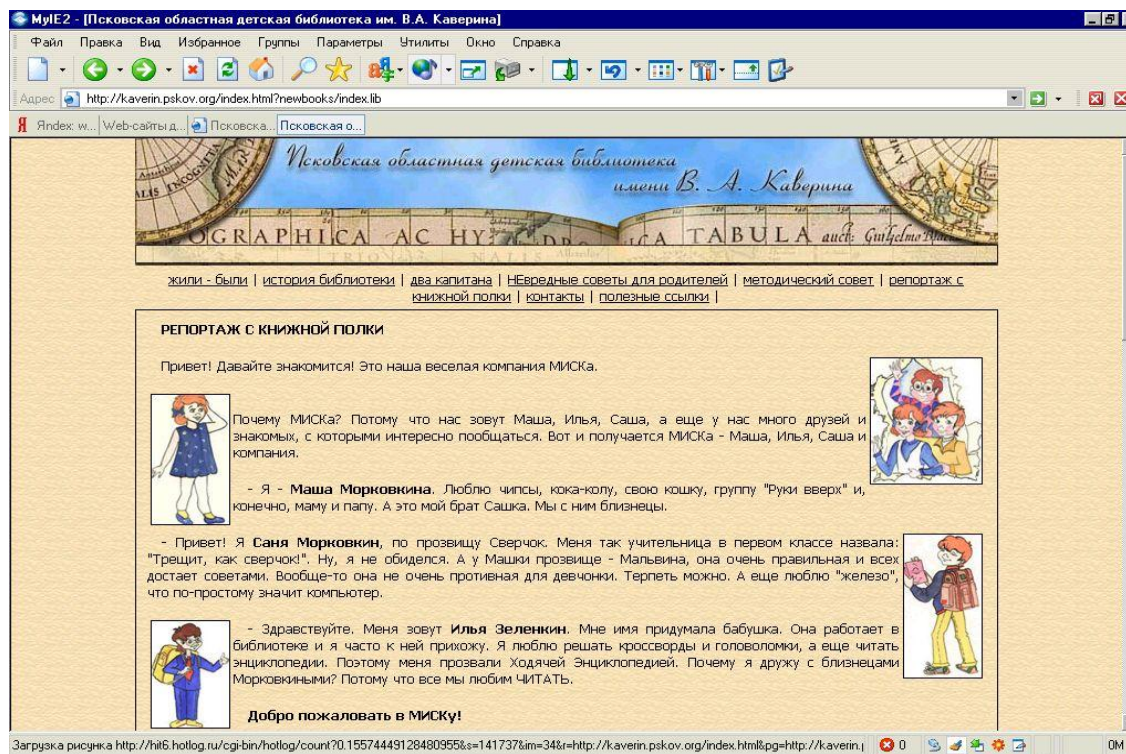 MyIE2 - [Псковская областная детская библиотека им. В.А. Каверина]
Файл Правка Вид Избранное Группы Параметры Утилиты Окно Справка
Адрес http://kaverin.pskov.org/index.html?newbooks/index.lib
Яndex: w... Web-сайты д... Псковска... Псковская о...
Псковская областная детская библиотека
имени В. А. Каверина
ALIS INCOGNITA
OGRAPHICA AC HY DRO ICA TABULA auct: Guiljelmo
жили - были | история библиотеки | два капитана | НЕвредные советы для родителей | методический совет | репортаж с
книжной полки | контакты | полезные ссылки |
РЕПОРТАЖ С КНИЖНОЙ ПОЛКИ
Привет! Давайте знакомится! Это наша веселая компания МИСКа.
Почему МИСКа? Потому что нас зовут Маша, Илья, Саша, а еще у нас много друзей и
знакомых, с которыми интересно пообщаться. Вот и получается МИСКа - Маша, Илья, Саша и
компания.
- Я - Маша Морковкина. Люблю чипсы, кока-колу, свою кошку, группу "Руки вверх" и,
конечно, маму и папу. А это мой брат Сашка. Мы с ним близнецы.
- Привет! Я Саня Морковкин, по прозвищу Сверчок. Меня так учительница в первом классе назвала:
"Трещит, как сверчок!". Ну, я не обиделся. А у Машки прозвище - Мальвина, она очень правильная и всех
достает советами. Вообще-то она не очень противная для девчонки. Терпеть можно. А еще люблю "железо",
что по-простому значит компьютер.
- Здравствуйте. Меня зовут Илья Зеленкин. Мне имя придумала бабушка. Она работает в
библиотеке и я часто к ней прихожу. Я люблю решать кроссворды и головоломки, а еще читать
энциклопедии. Поэтому меня прозвали Ходячей Энциклопедией. Почему я дружу с близнецами
Морковкиными? Потому что все мы любим ЧИТАТЬ.
Добро пожаловать в МИСКу!
Загрузка рисунка http://hit6.hotlog.ru/cgi-bin/hotlog/count?0.1557444912848095&s=141737&im=34&r=http://kaverin.pskov.org/index.html&pg=http://kaverin.p 0 0M